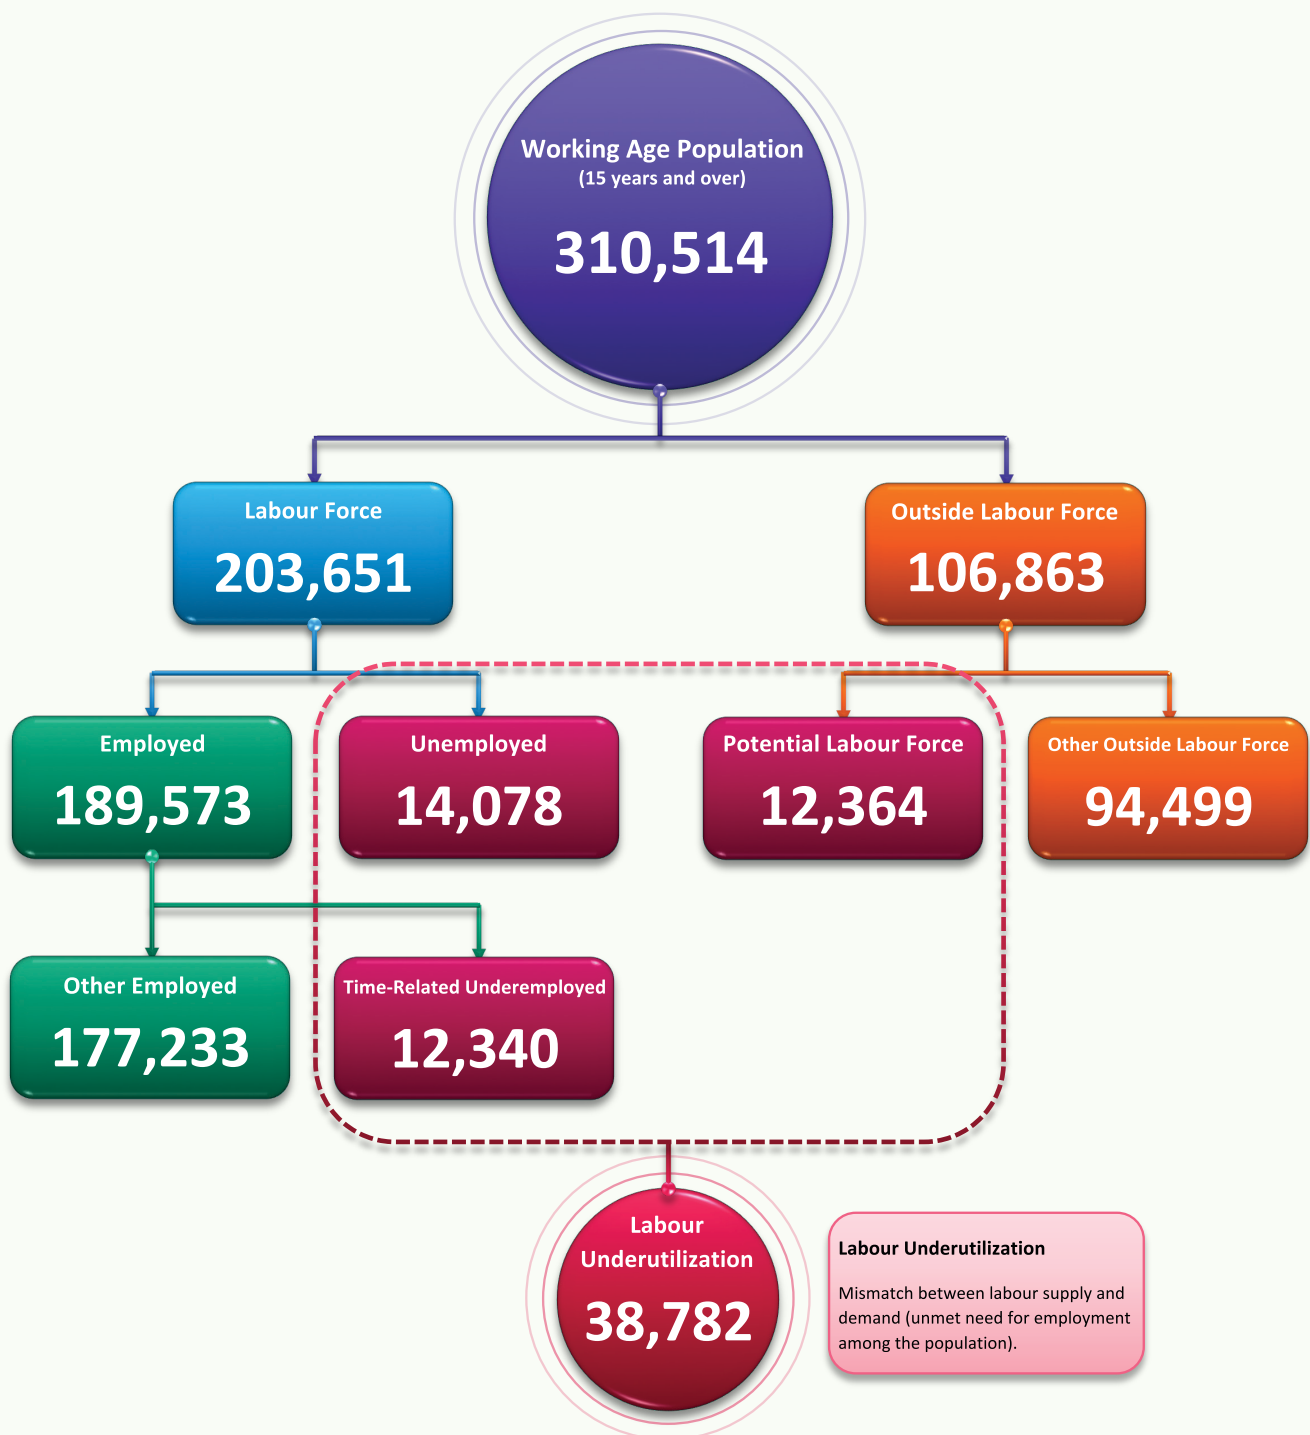 Working Age Population
(15 years and over)
310,514
Labour Force
203,651
Outside Labour Force
106,863
Employed
189,573
Unemployed
14,078
Potential Labour Force
12,364
Other Outside Labour Force
94,499
Other Employed
177,233
Time-Related Underemployed
12,340
Labour
Underutilization
38,782
Labour Underutilization
Mismatch between labour supply and
demand (unmet need for employment
among the population).